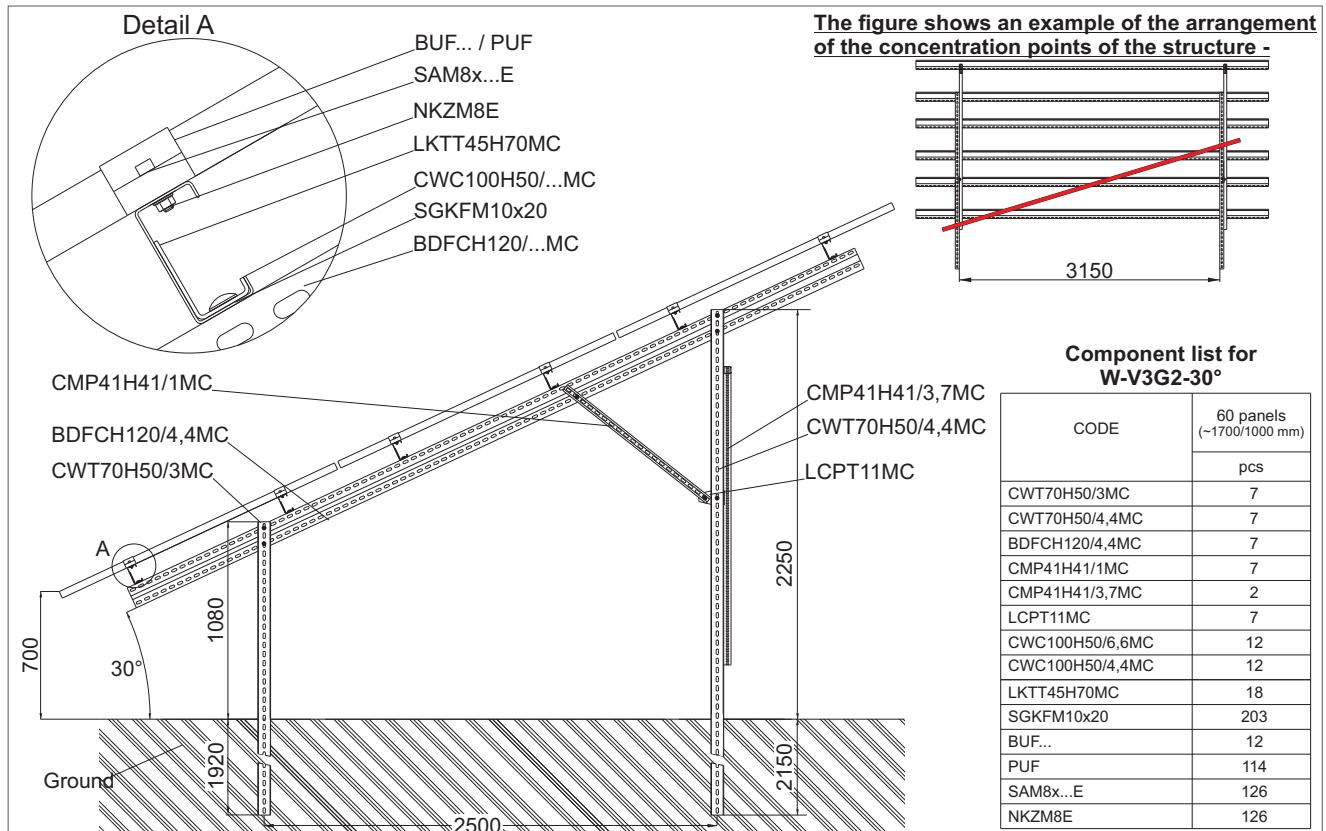 Detail A
BUF... / PUF
SAM8x...E
NKZM8E
LKTT45H70MC
CWC100H50/...MC
SGKFM10x20
BDFCH120/...MC
The figure shows an example of the arrangement
of the concentration points of the structure -
3150
CMP41H41/1MC
BDFCH120/4,4MC
CWT70H50/3MC
CMP41H41/3,7MC
CWT70H50/4,4MC
LCPT11MC
A
700
30°
1080
2250
Ground
1920
2150
2500
Component list for
W-V3G2-30°
CODE
60 panels
(~1700/1000 mm)
pcs
CWT70H50/3MC 7
CWT70H50/4,4MC 7
BDFCH120/4,4MC 7
CMP41H41/1MC 7
CMP41H41/3,7MC 2
LCPT11MC 7
CWC100H50/6,6MC 12
CWC100H50/4,4MC 12
LKTT45H70MC 18
SGKFM10x20 203
BUF... 12
PUF 114
SAM8x...E 126
NKZM8E 126